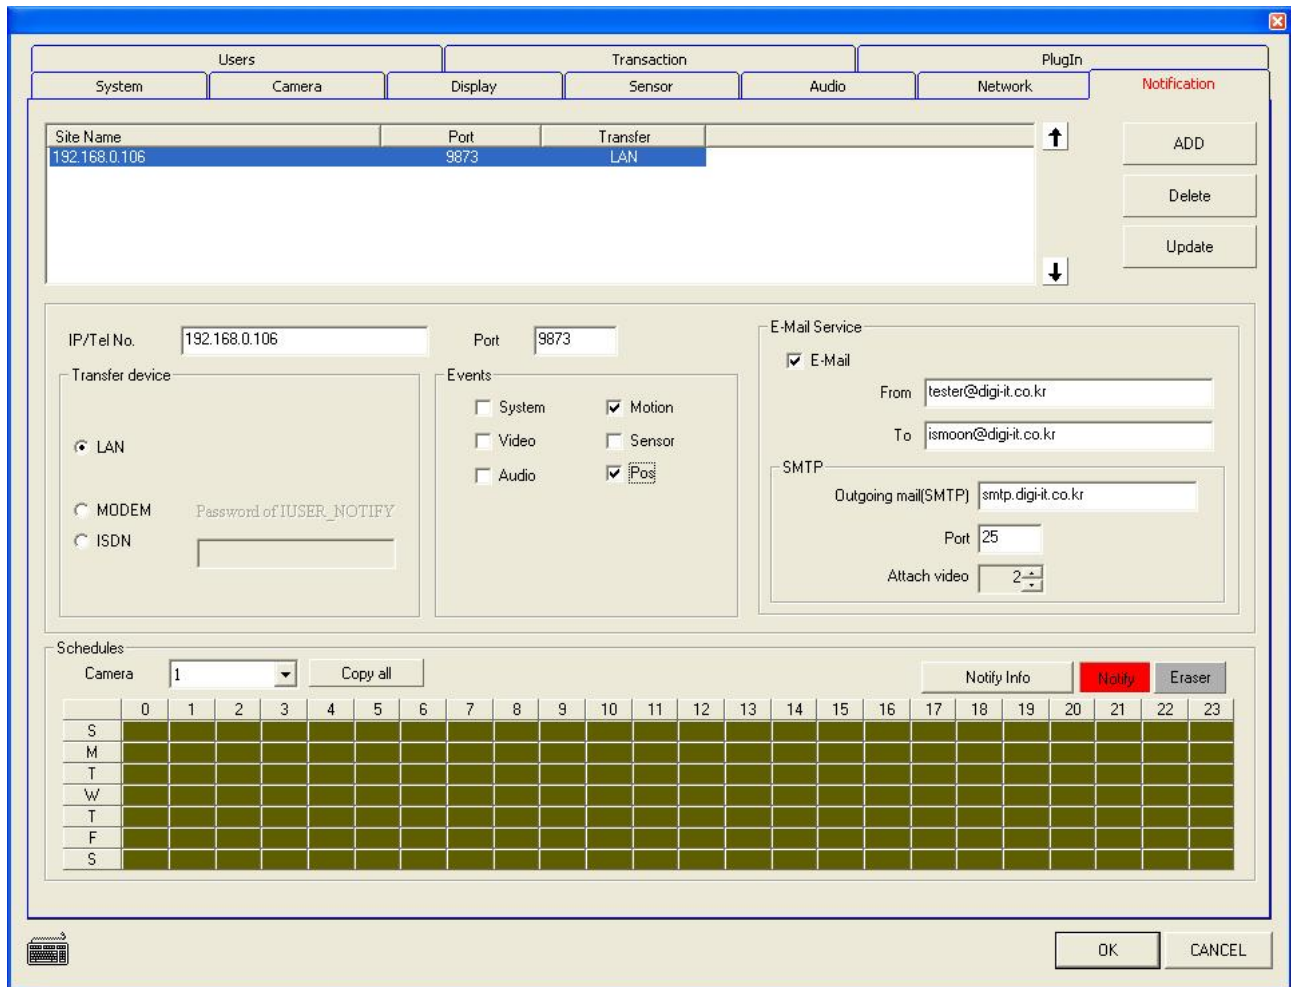 Users Transaction PlugIn
System Camera Display Sensor Audio Network Notification
Site Name Port Transfer
192.168.0.106 9873 LAN
ADD
Delete
Update
IP/Tel No. 192.168.0.106 Port 9873
Transfer device
LAN
MODEM Password of IUSER_NOTIFY
ISDN
Events
System Motion
Video Sensor
Audio Pos
E-Mail Service
E-Mail
From tester@digi-it.co.kr
To ismoon@digi-it.co.kr
SMTP
Outgoing mail(SMTP) smtp.digi-it.co.kr
Port 25
Attach video 2
Schedules
Camera 1 Copy all Notify Info Notify Eraser
0 1 2 3 4 5 6 7 8 9 10 11 12 13 14 15 16 17 18 19 20 21 22 23
S
M
T
W
T
F
S
OK CANCEL